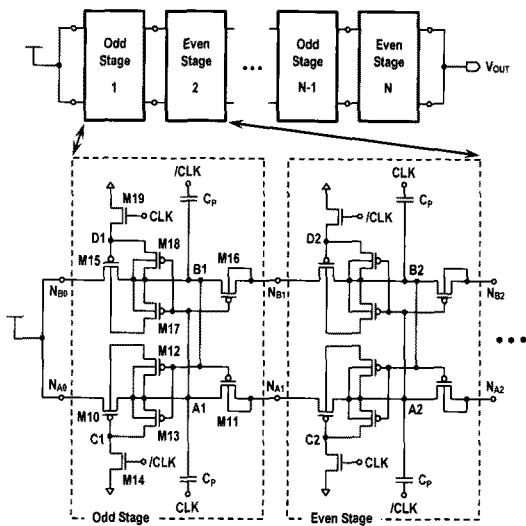 Odd Stage 1
Even Stage 2
...
Odd Stage N-1
Even Stage N
VOUT
/CLK
M19
CP
CLK
D1
M18
M15
B1
M16
NB0
NB1
M17
M12
NA0
NA1
M10
A1
M11
C1
M13
/CLK
M14
CP
CLK
Odd Stage
CLK
/CLK
CP
D2
B2
NB2
...
A2
NA2
C2
CLK
CP
/CLK
Even Stage